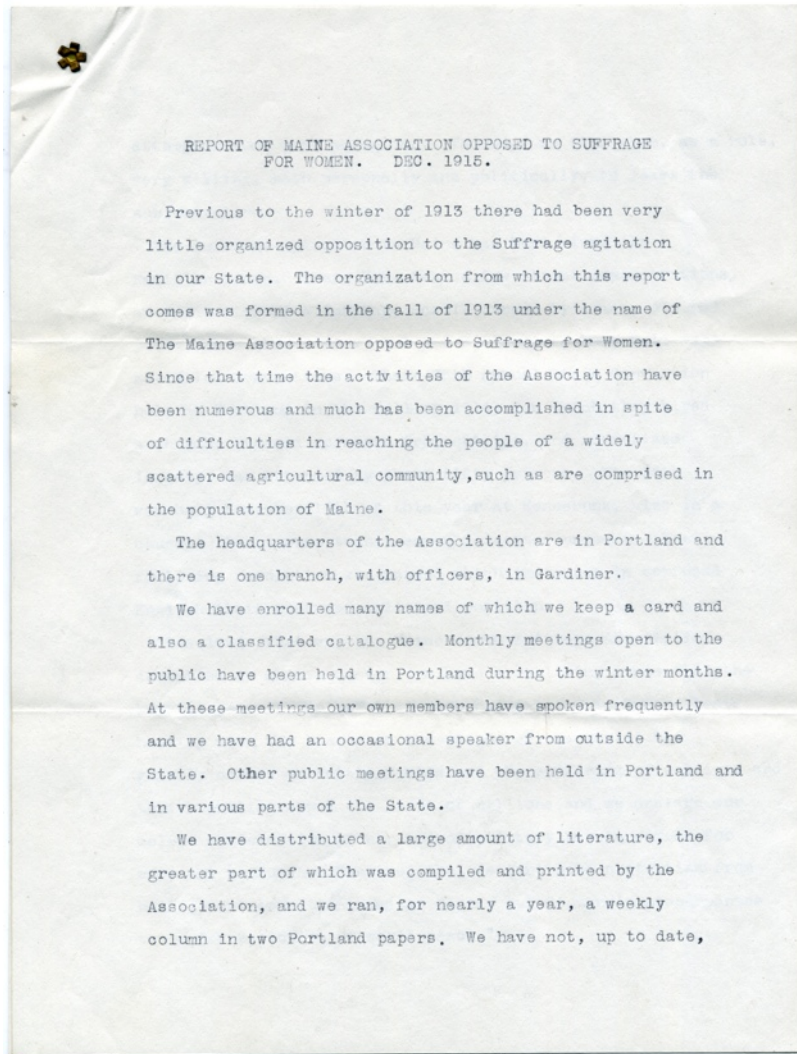 REPORT OF MAINE ASSOCIATION OPPOSED TO SUFFRAGE
FOR WOMEN. DEC. 1915.
Previous to the winter of 1913 there had been very
little organized opposition to the Suffrage agitation
in our State. The organization from which this report
comes was formed in the fall of 1913 under the name of
The Maine Association opposed to Suffrage for Women.
Since that time the activities of the Association have
been numerous and much has been accomplished in spite
of difficulties in reaching the people of a widely
scattered agricultural community,such as are comprised in
the population of Maine.
The headquarters of the Association are in Portland and
there is one branch, with officers, in Gardiner.
We have enrolled many names of which we keep a card and
also a classified catalogue. Monthly meetings open to the
public have been held in Portland during the winter months.
At these meetings our own members have spoken frequently
and we have had an occasional speaker from outside the
State. Other public meetings have been held in Portland and
in various parts of the State.
We have distributed a large amount of literature, the
greater part of which was compiled and printed by the
Association, and we ran, for nearly a year, a weekly
column in two Portland papers. We have not, up to date,